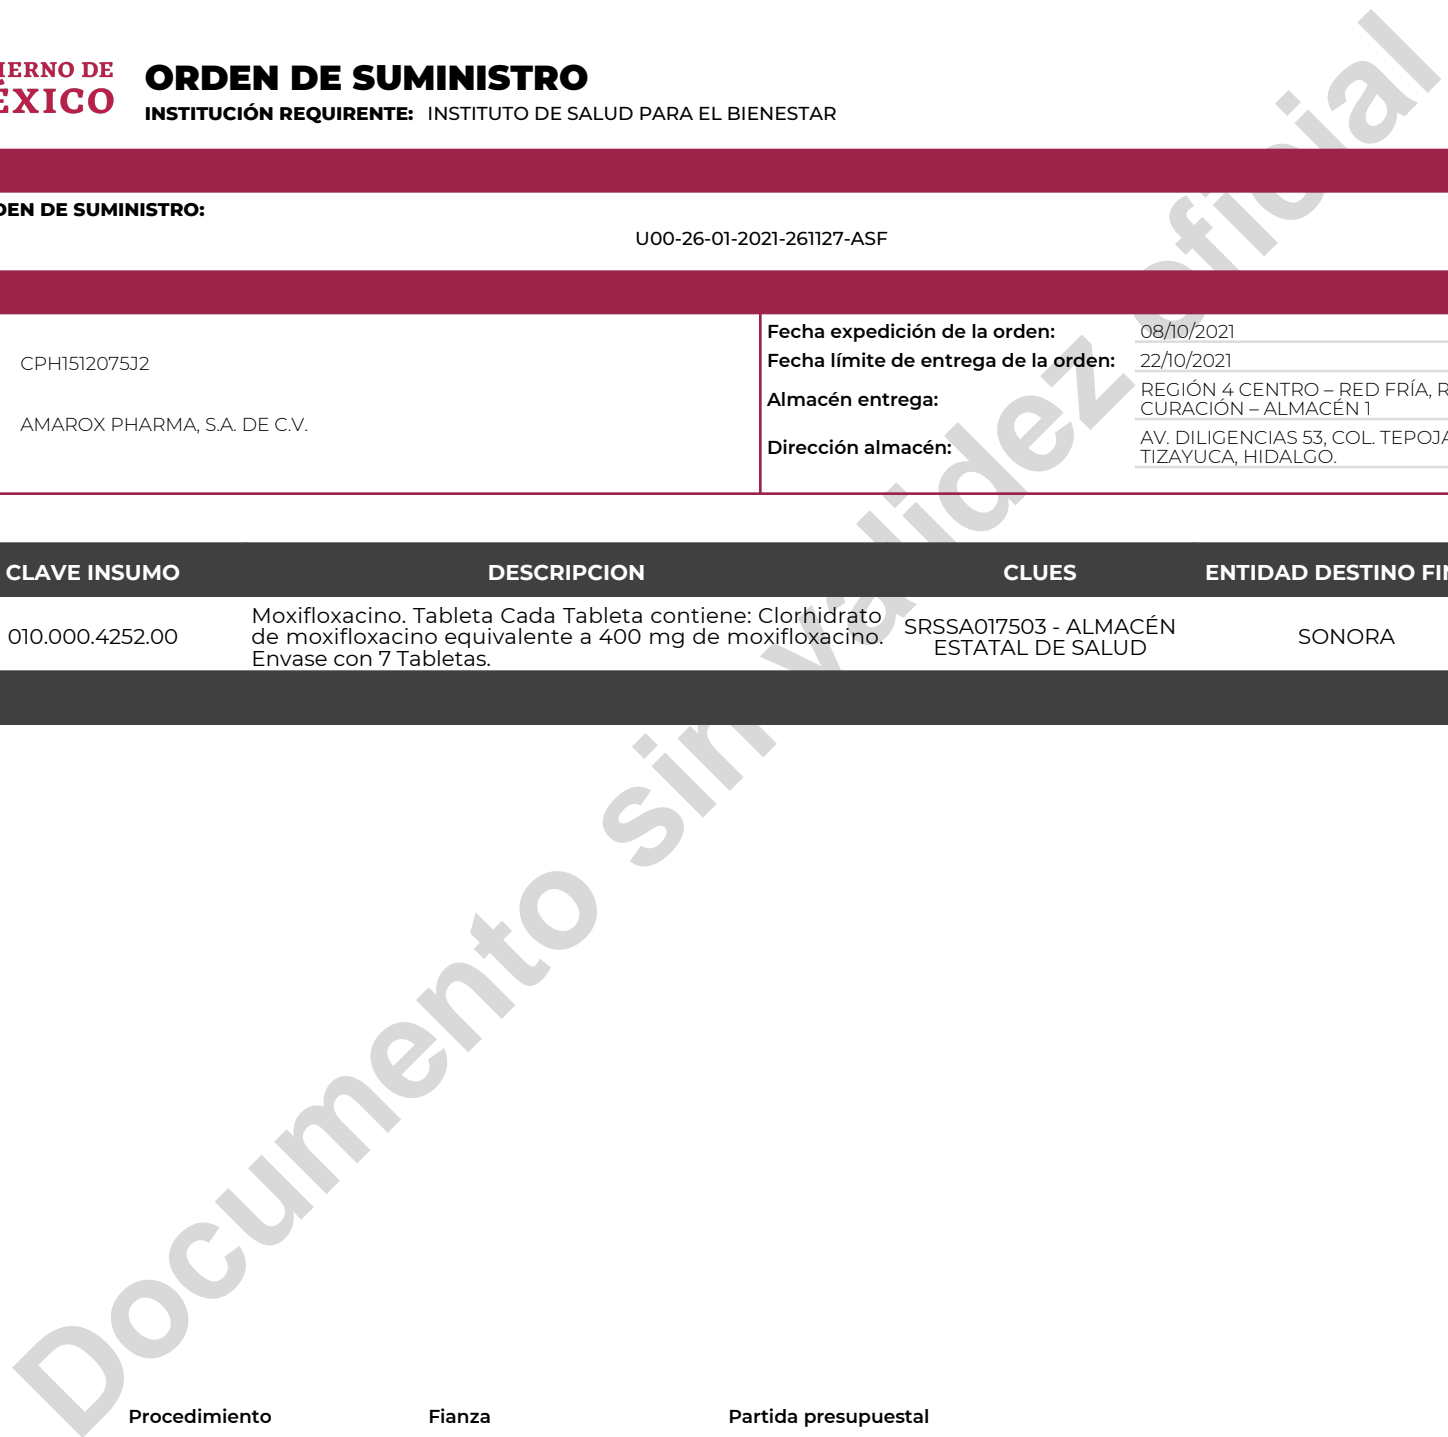 IERNO DE
ÉXICO
ORDEN DE SUMINISTRO
INSTITUCIÓN REQUIRENTE: INSTITUTO DE SALUD PARA EL BIENESTAR
DEN DE SUMINISTRO:
U00-26-01-2021-261127-ASF
CPH1512075J2
AMAROX PHARMA, S.A. DE C.V.
Fecha expedición de la orden: 08/10/2021
Fecha límite de entrega de la orden: 22/10/2021
Almacén entrega: REGIÓN 4 CENTRO – RED FRÍA, R
CURACIÓN – ALMACÉN 1
Dirección almacén: AV. DILIGENCIAS 53, COL. TEPOJA
TIZAYUCA, HIDALGO.
CLAVE INSUMO DESCRIPCION CLUES ENTIDAD DESTINO FIN
010.000.4252.00
Moxifloxacino. Tableta Cada Tableta contiene: Clorhidrato
de moxifloxacino equivalente a 400 mg de moxifloxacino.
Envase con 7 Tabletas.
SRSSA017503 - ALMACÉN
ESTATAL DE SALUD
SONORA
Documento sin validez oficial
Procedimiento Fianza Partida presupuestal